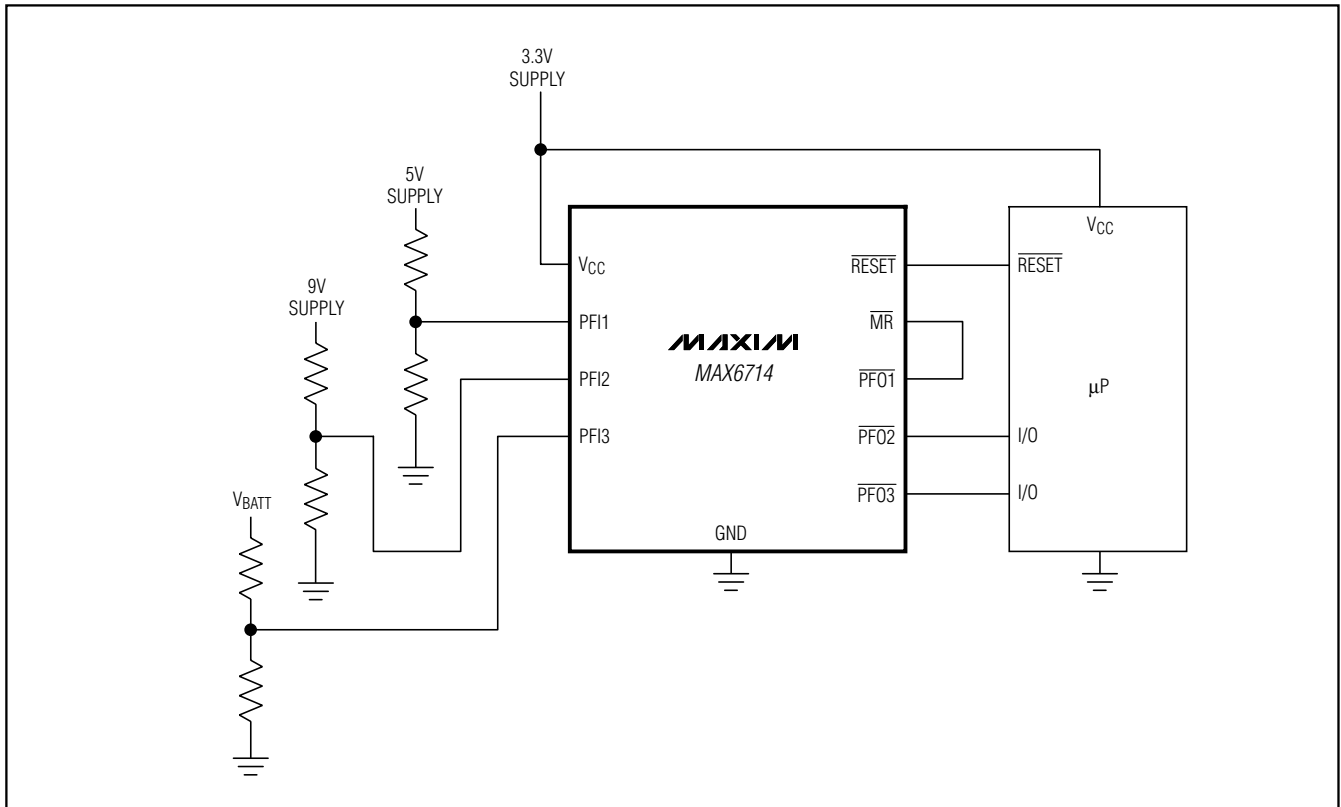 3.3V
SUPPLY
5V
SUPPLY
9V
SUPPLY
VBATT
VCC
PFI1
PFI2
PFI3
MAXIM
MAX6714
GND
RESET
MR
PFO1
PFO2
PFO3
VCC
RESET
μP
I/O
I/O